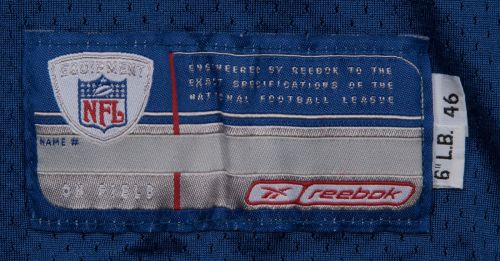 EQUIPMENT
NFL
ENGINEERED BY REEBOK TO THE
EXACT SPECIFICATIONS OF THE
NATIONAL FOOTBALL LEAGUE
NAME #
ON FIELD
Reebok
6" L.B. 46